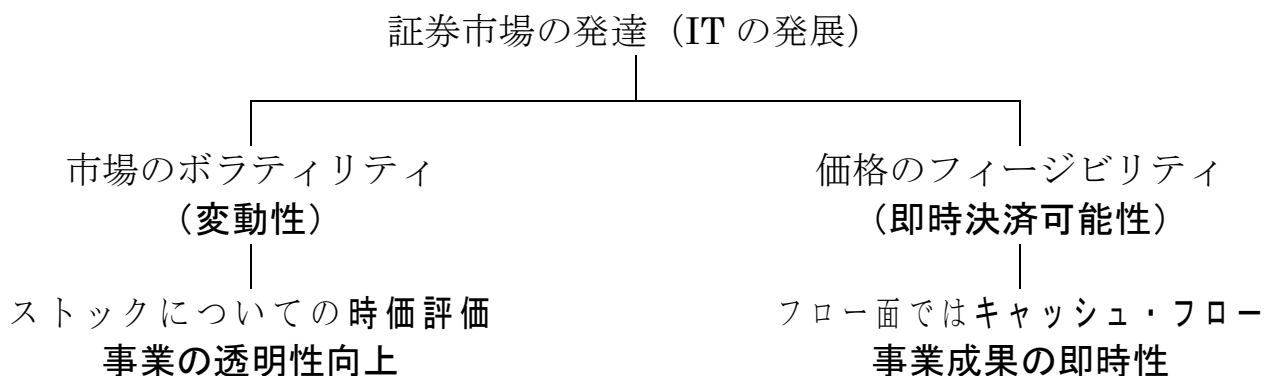 証券市場の発達（IT の発展）
市場のボラティリティ
（変動性）
価格のフィージビリティ
（即時決済可能性）
ストックについての時価評価
事業の透明性向上
フロー面ではキャッシュ・フロー
事業成果の即時性